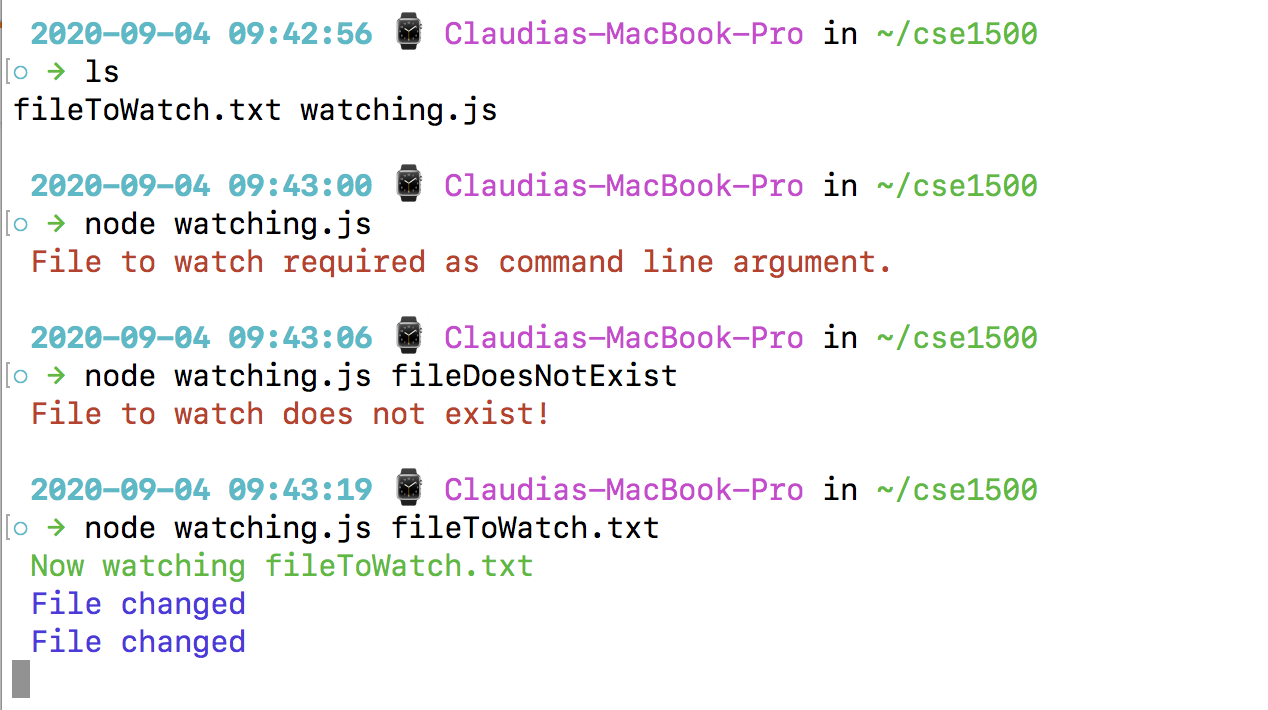 2020-09-04 09:42:56 ⌚ Claudias-MacBook-Pro in ~/cse1500
[○ → ls
fileToWatch.txt watching.js
2020-09-04 09:43:00 ⌚ Claudias-MacBook-Pro in ~/cse1500
[○ → node watching.js
File to watch required as command line argument.
2020-09-04 09:43:06 ⌚ Claudias-MacBook-Pro in ~/cse1500
[○ → node watching.js fileDoesNotExist
File to watch does not exist!
2020-09-04 09:43:19 ⌚ Claudias-MacBook-Pro in ~/cse1500
[○ → node watching.js fileToWatch.txt
Now watching fileToWatch.txt
File changed
File changed